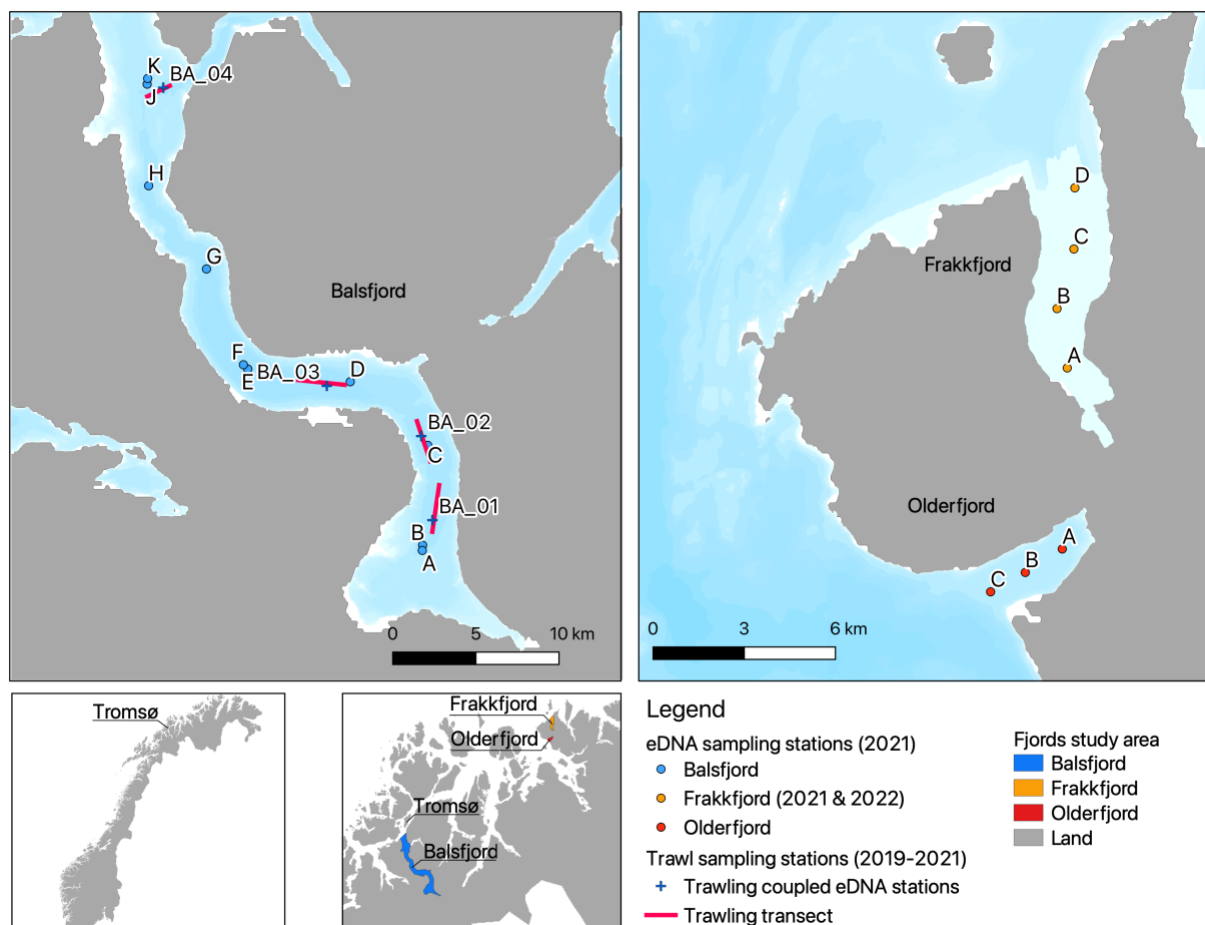 K
BA_04
J
H
G
Balsfjord
F
BA_03
D
E
BA_02
C
BA_01
B
A
0 5 10 km
D
C
Frakkfjord
B
A
Olderfjord
A
B
C
0 3 6 km
Tromsø
Frakkfjord
Olderfjord
Tromsø
Balsfjord
Legend
eDNA sampling stations (2021)
Balsfjord
Frakkfjord (2021 & 2022)
Olderfjord
Trawl sampling stations (2019-2021)
Trawling coupled eDNA stations
Trawling transect
Fjords study area
Balsfjord
Frakkfjord
Olderfjord
Land